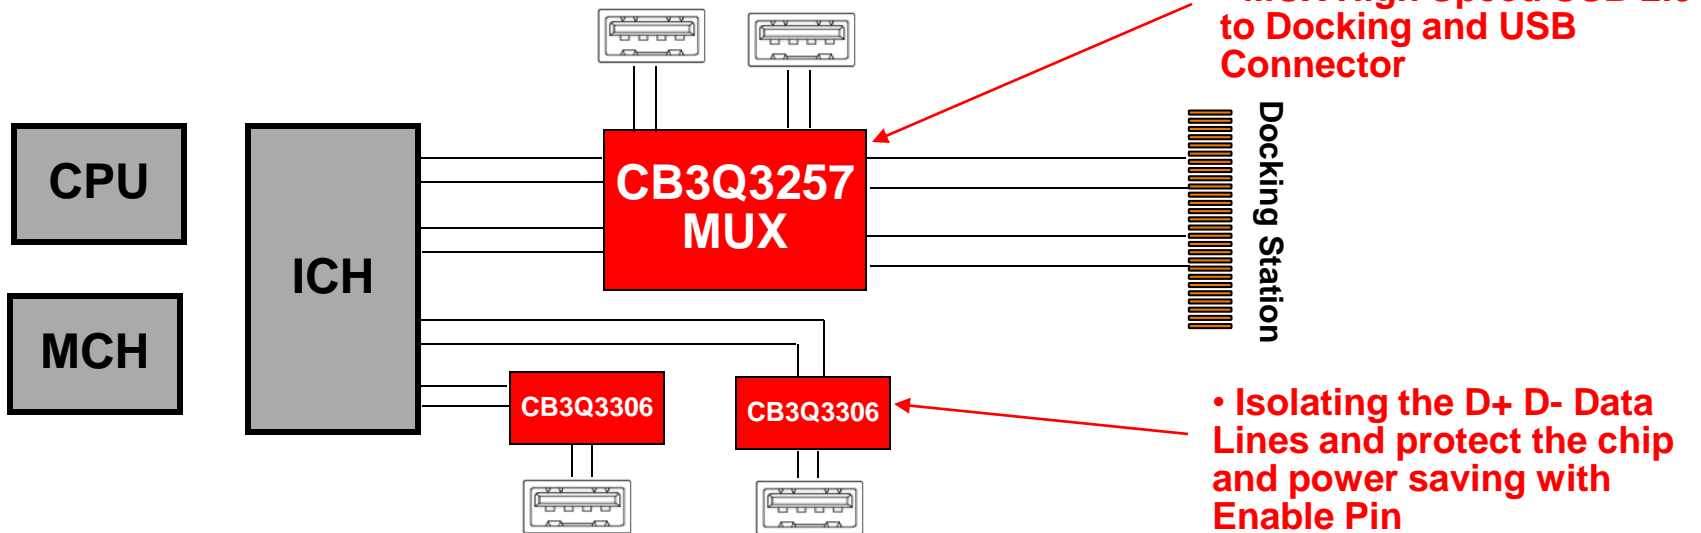 to Docking and USB
Connector
CPU
MCH
ICH
CB3Q3257
MUX
Docking Station
CB3Q3306
CB3Q3306
• Isolating the D+ D- Data
Lines and protect the chip
and power saving with
Enable Pin